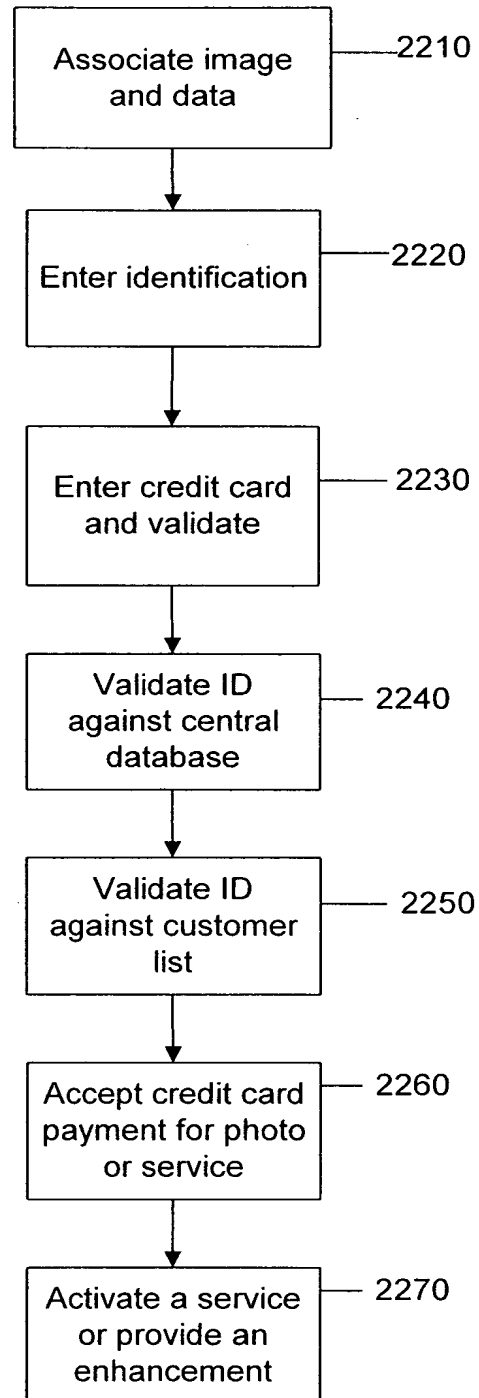 Associate image
and data
2210
Enter identification
2220
Enter credit card
and validate
2230
Validate ID
against central
database
2240
Validate ID
against customer
list
2250
Accept credit card
payment for photo
or service
2260
Activate a service
or provide an
enhancement
2270